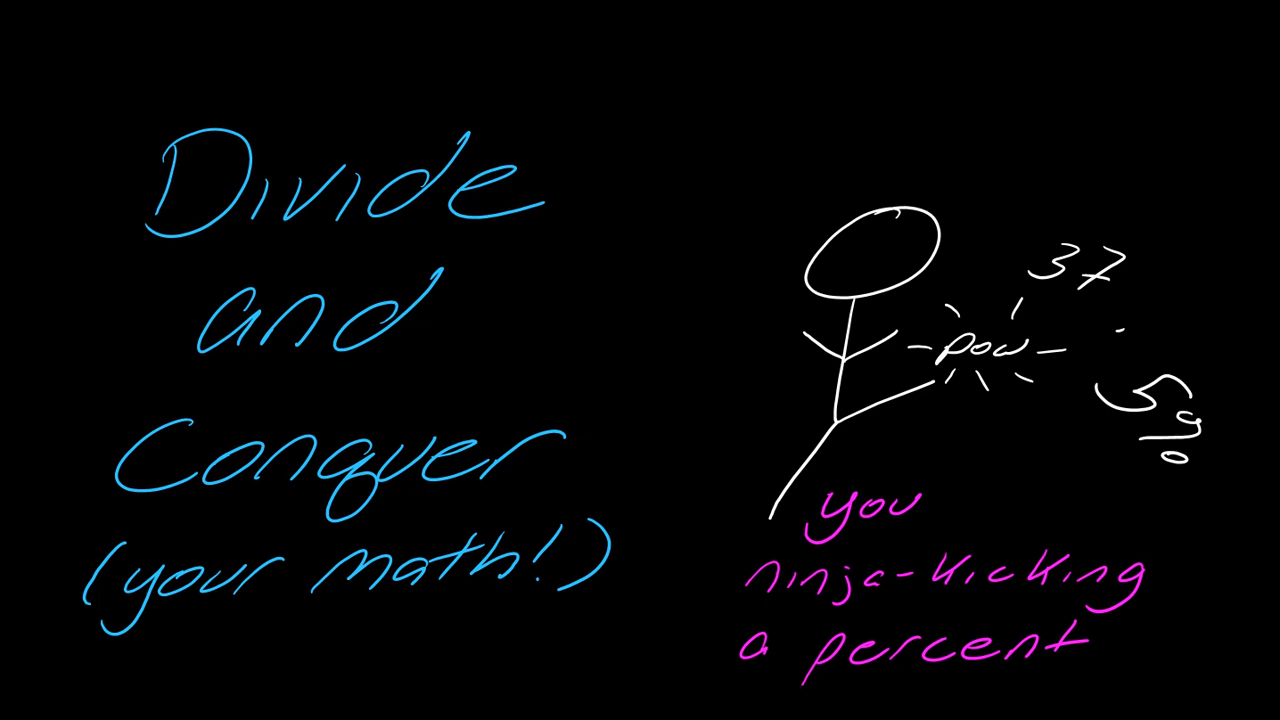 Divide
and
Conquer
(your math!)
37
-pow-
.5%
you
ninja-kicking
a percent